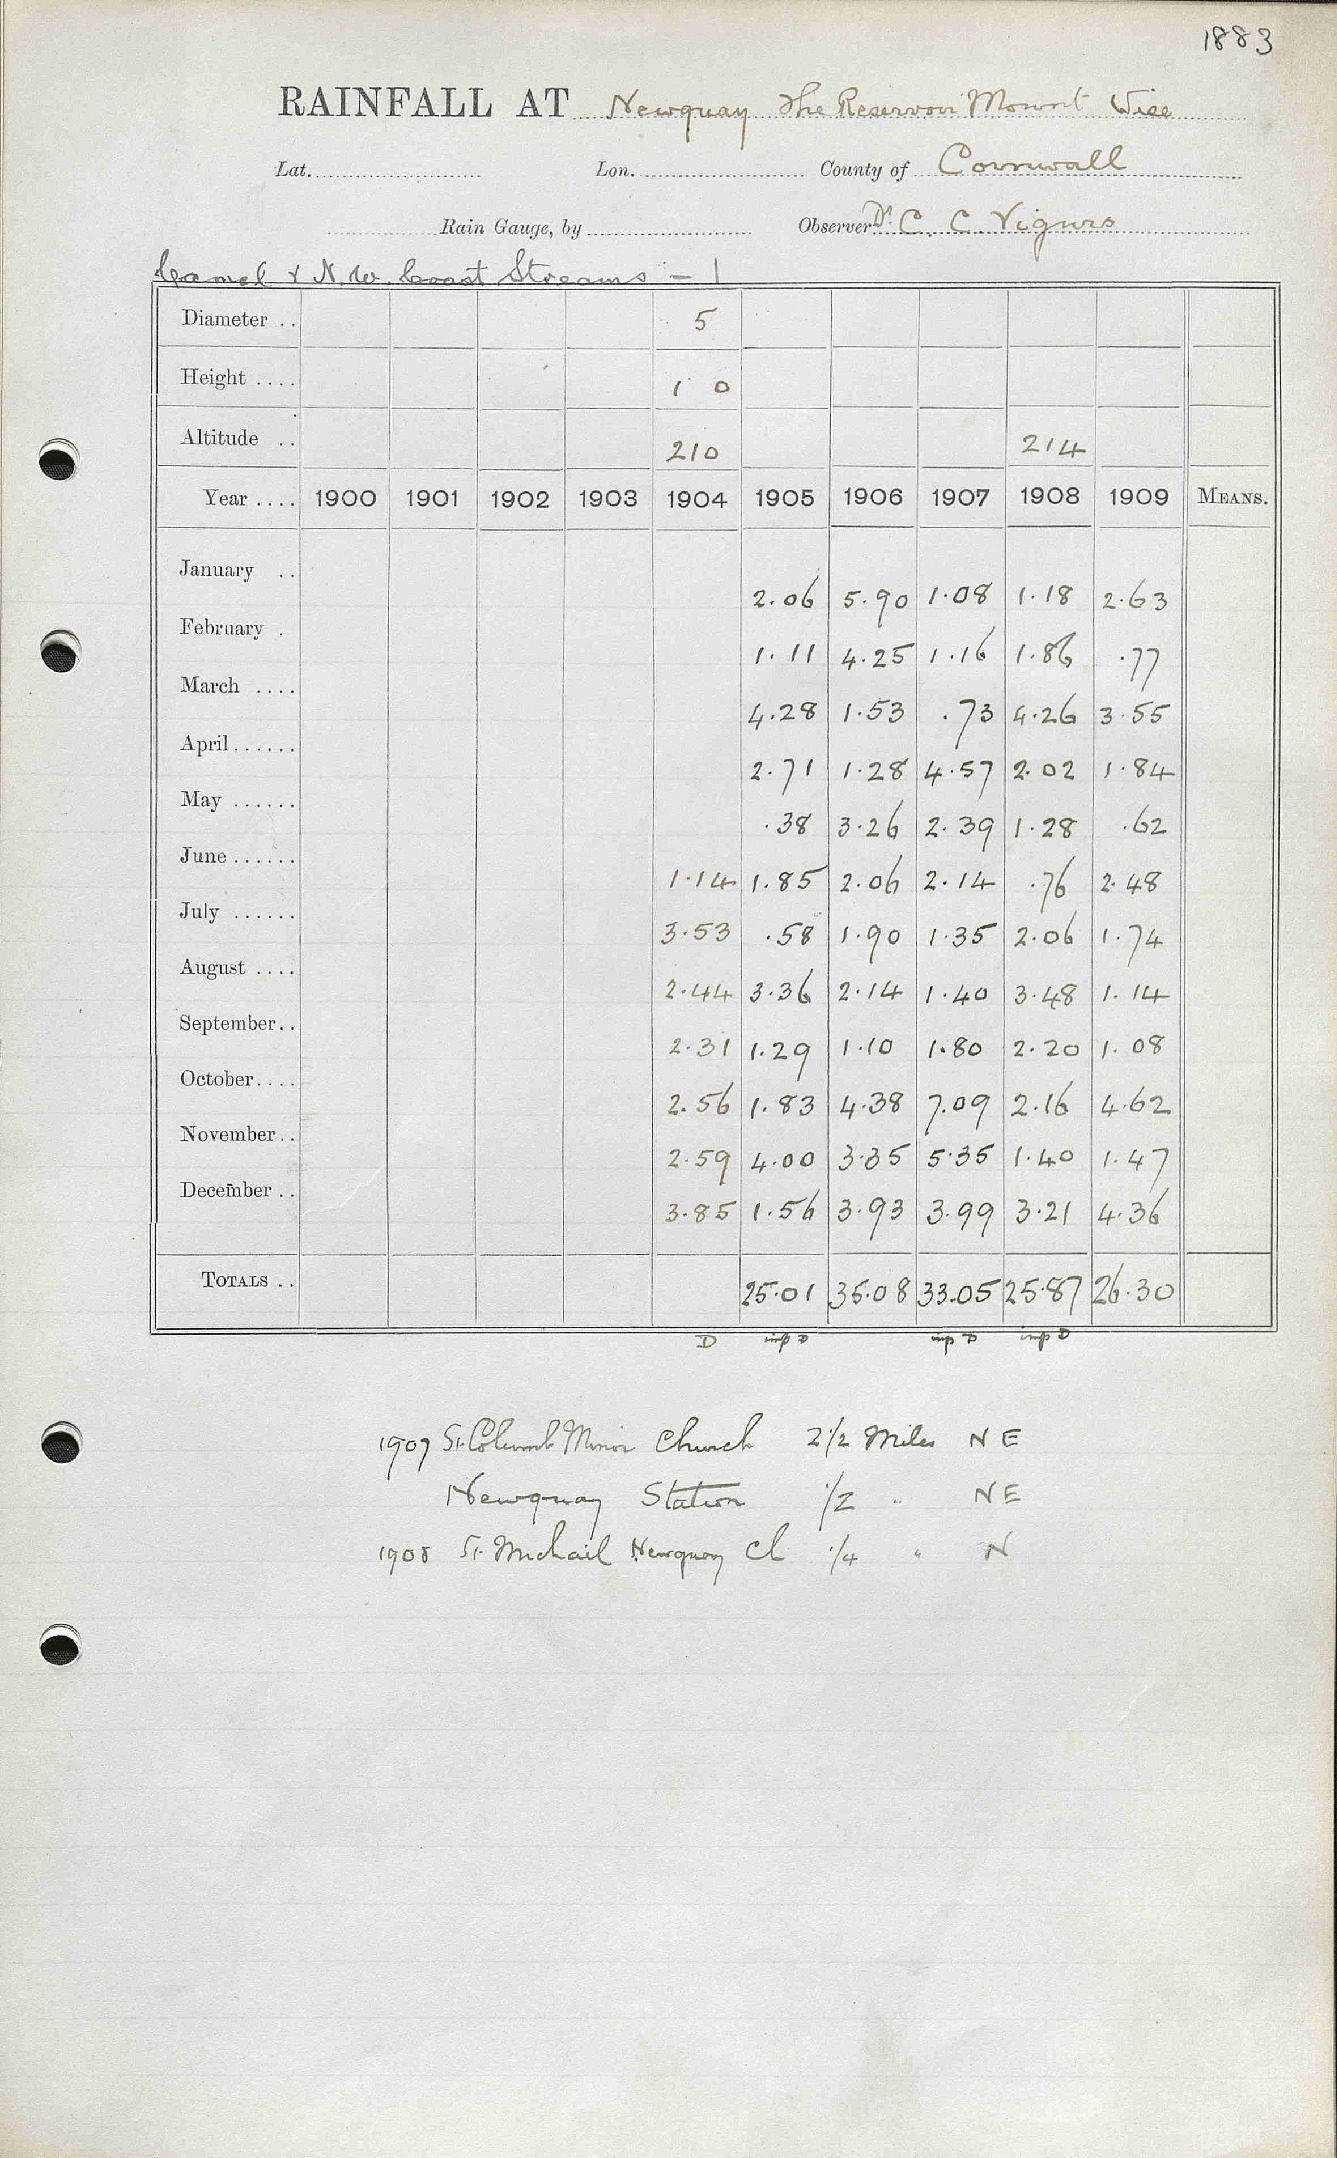 1883
RAINFALL AT Newquay The Reservoir Mount Wise
Lat. Lon. County of Cornwall
Rain Gauge, by Observer Dr. C. C. Vigurs
Camel & N.W. Coast Streams - 1
Diameter .. 5
Height .... 1 0
Altitude .. 210 214
Year .... 1900 1901 1902 1903 1904 1905 1906 1907 1908 1909 MEANS.
January .. 2.06 5.90 1.08 1.18 2.63
February . 1.11 4.25 1.16 1.86 .77
March .... 4.28 1.53 .73 4.26 3.55
April ...... 2.71 1.28 4.57 2.02 1.84
May ...... .38 3.26 2.39 1.28 .62
June ...... 1.14 1.85 2.06 2.14 .76 2.48
July ...... 3.53 .58 1.90 1.35 2.06 1.74
August .... 2.44 3.36 2.14 1.40 3.48 1.14
September.. 2.31 1.29 1.10 1.80 2.20 1.08
October.... 2.56 1.83 4.38 7.09 2.16 4.62
November.. 2.59 4.00 3.35 5.35 1.40 1.47
December .. 3.85 1.56 3.93 3.99 3.21 4.36
TOTALS .. 25.01 35.08 33.05 25.87 26.30
D imp D imp D imp D
1907 St. Columb Minor Church 2 1/2 Miles N E
Newquay Station 1/2 " N E
1908 St. Michail Newquay Ch 1/4 " N